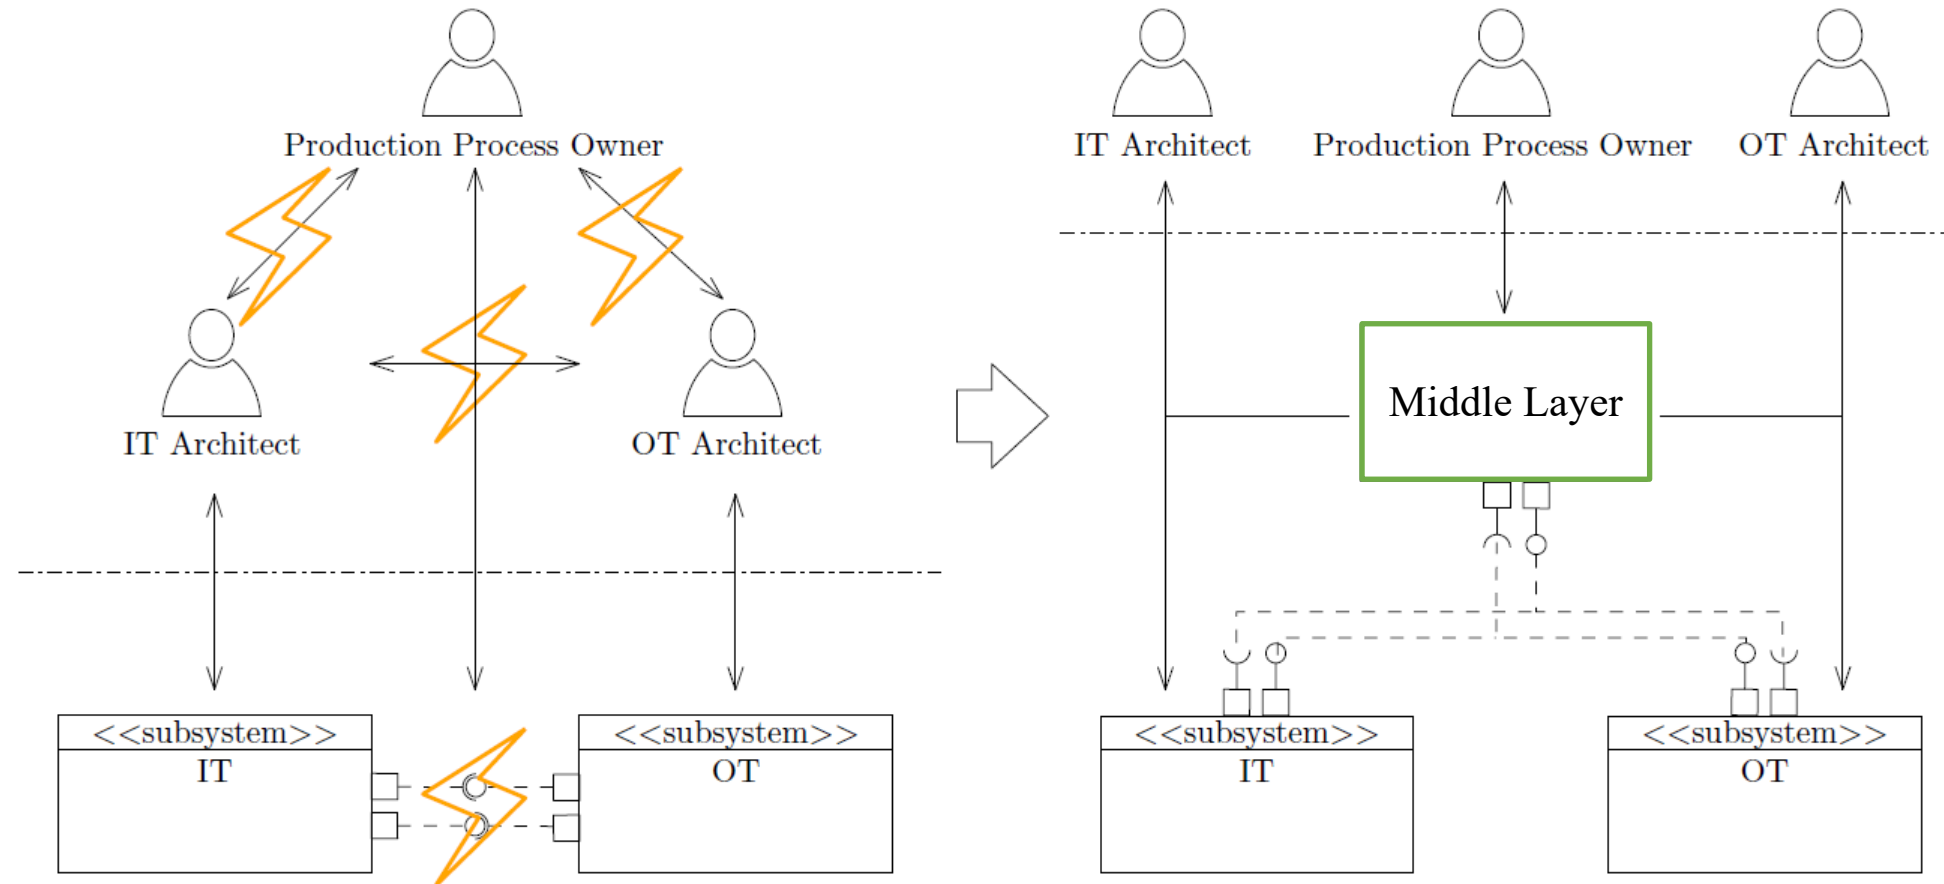 Production Process Owner
IT Architect
OT Architect
<<subsystem>>
IT
<<subsystem>>
OT
IT Architect
Production Process Owner
OT Architect
Middle Layer
<<subsystem>>
IT
<<subsystem>>
OT